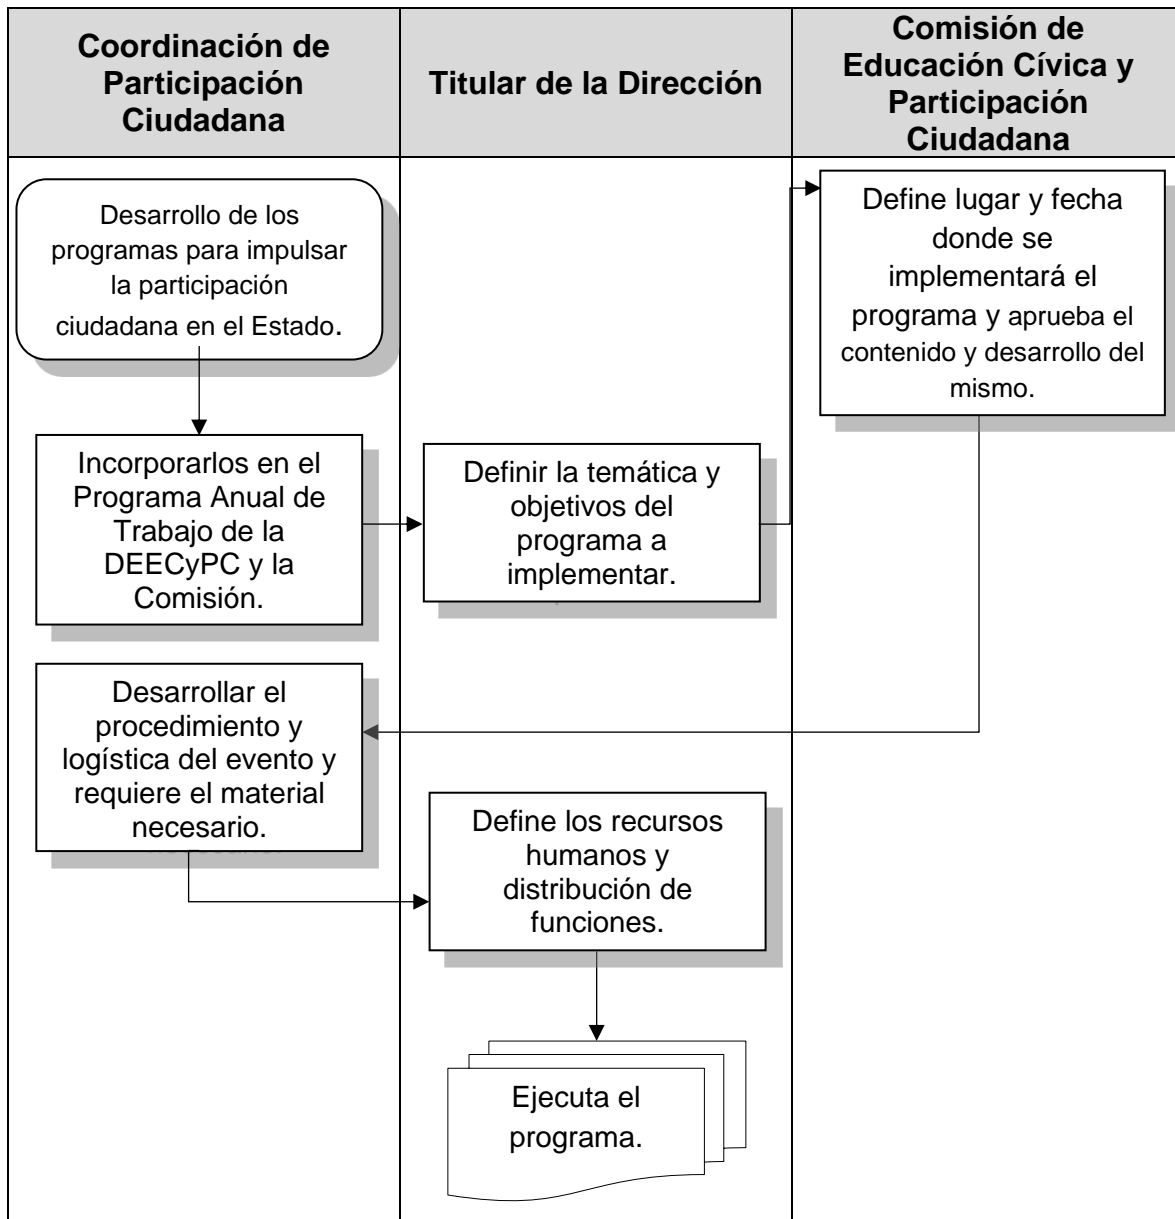 Coordinación de
Participación
Ciudadana
Titular de la Dirección
Comisión de
Educación Cívica y
Participación
Ciudadana
Desarrollo de los
programas para impulsar
la participación
ciudadana en el Estado.
Define lugar y fecha
donde se
implementará el
programa y aprueba el
contenido y desarrollo del
mismo.
Incorporarlos en el
Programa Anual de
Trabajo de la
DEECyPC y la
Comisión.
Definir la temática y
objetivos del
programa a
implementar.
Desarrollar el
procedimiento y
logística del evento y
requiere el material
necesario.
Define los recursos
humanos y
distribución de
funciones.
Ejecuta el
programa.